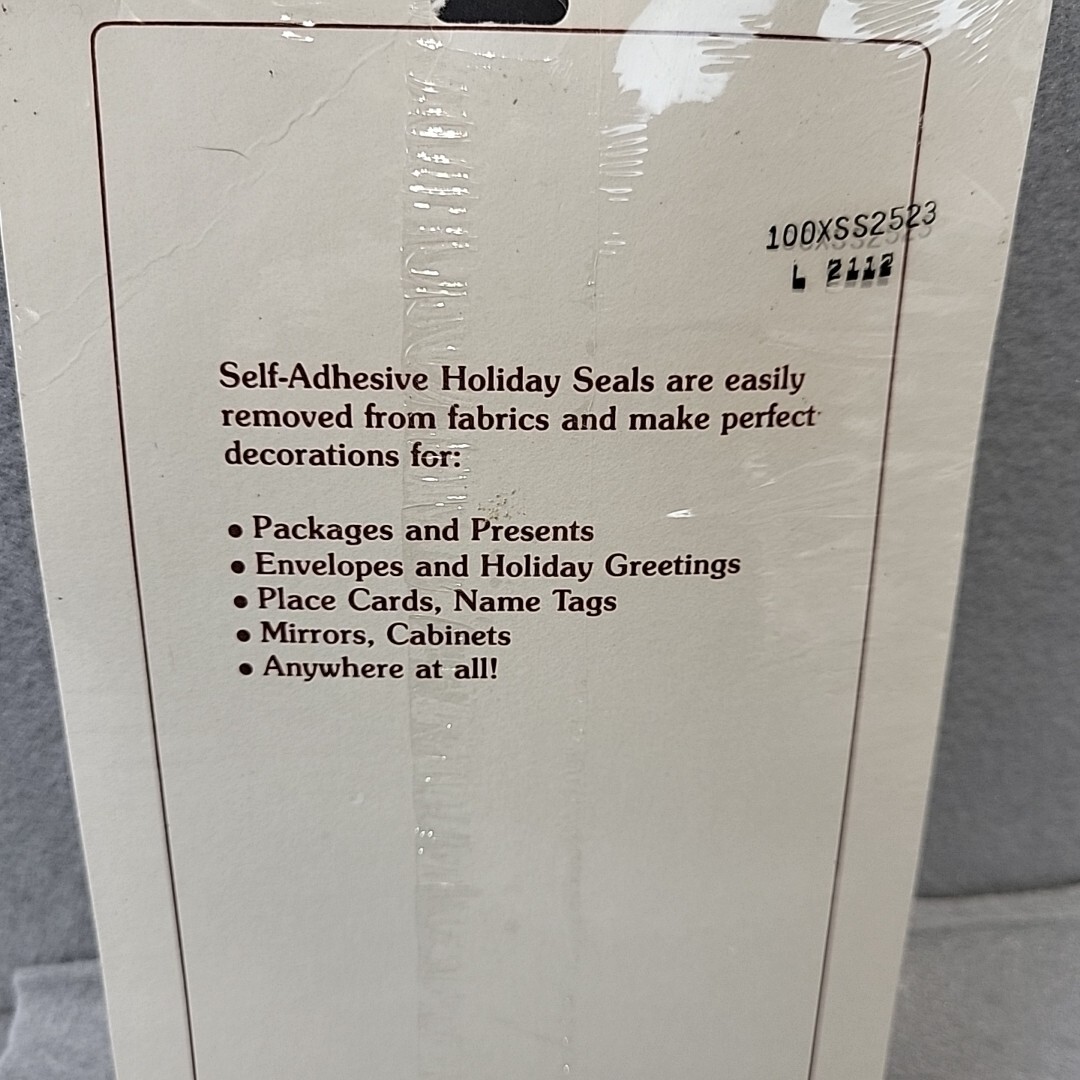 100XSS2523
L 2112
Self-Adhesive Holiday Seals are easily
removed from fabrics and make perfect
decorations for:
• Packages and Presents
• Envelopes and Holiday Greetings
• Place Cards, Name Tags
• Mirrors, Cabinets
• Anywhere at all!